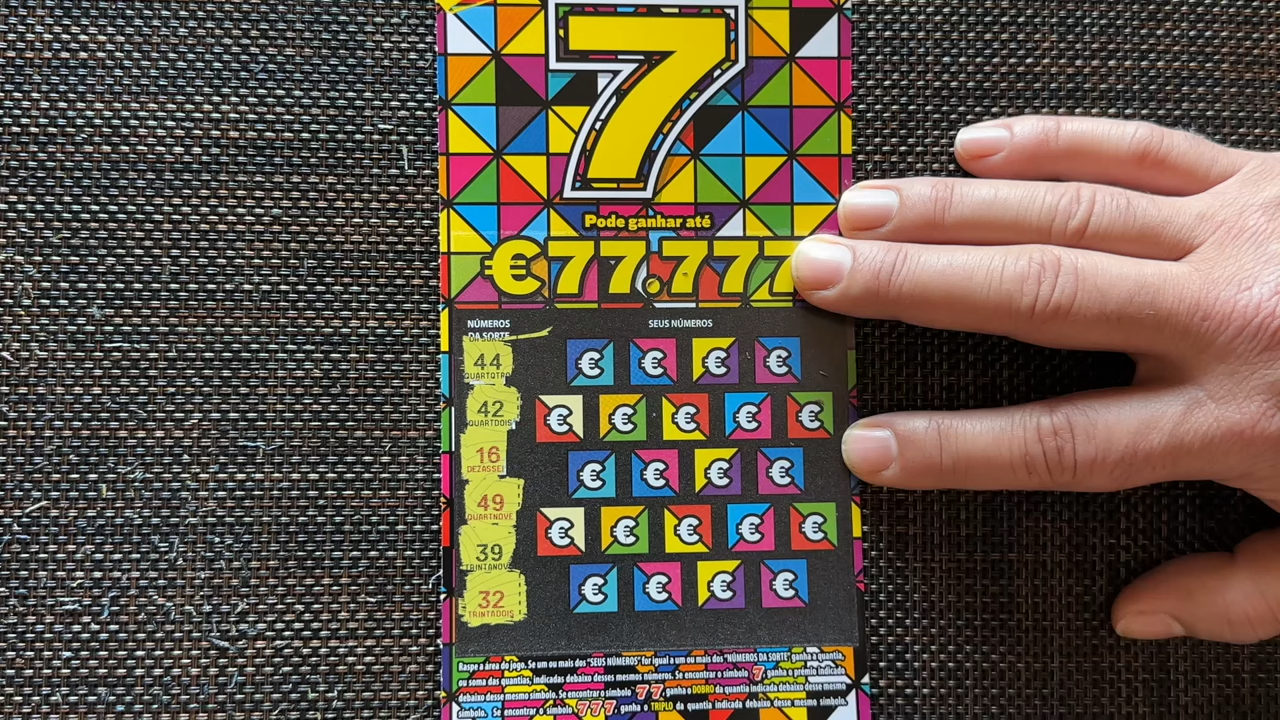 7
Pode ganhar até
€77.777
NÚMEROS
DA SORTE
SEUS NÚMEROS
44
QUARTQTRO
€ € € €
42
QUARTDOIS
€ € € € €
16
DEZASSEI
€ € € €
49
QUARTNOVE
€ € € € €
39
TRINTANOVE
€ € € €
32
TRINTADOIS
Raspe a área do jogo. Se um ou mais dos "SEUS NÚMEROS" for igual a um ou mais dos "NÚMEROS DA SORTE" ganha a quantia,
ou soma das quantias, indicadas debaixo desses mesmos números. Se encontrar o símbolo 7, ganha o prémio indicado
debaixo desse mesmo símbolo. Se encontrar o símbolo 77, ganha o DOBRO da quantia indicada debaixo desse mesmo
símbolo. Se encontrar o símbolo 777, ganha o TRIPLO da quantia indicada debaixo desse mesmo símbolo.